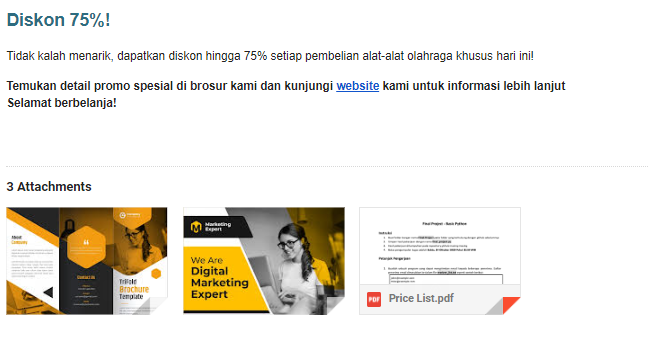 Diskon 75%!
Tidak kalah menarik, dapatkan diskon hingga 75% setiap pembelian alat-alat olahraga khusus hari ini!
Temukan detail promo spesial di brosur kami dan kunjungi website kami untuk informasi lebih lanjut
Selamat berbelanja!
3 Attachments
About
Company
Contact Us
TriFold
Brochure
Template
Marketing
Expert
We Are
Digital
Marketing
Expert
Final Project - Basic Python
PDF
Price List.pdf